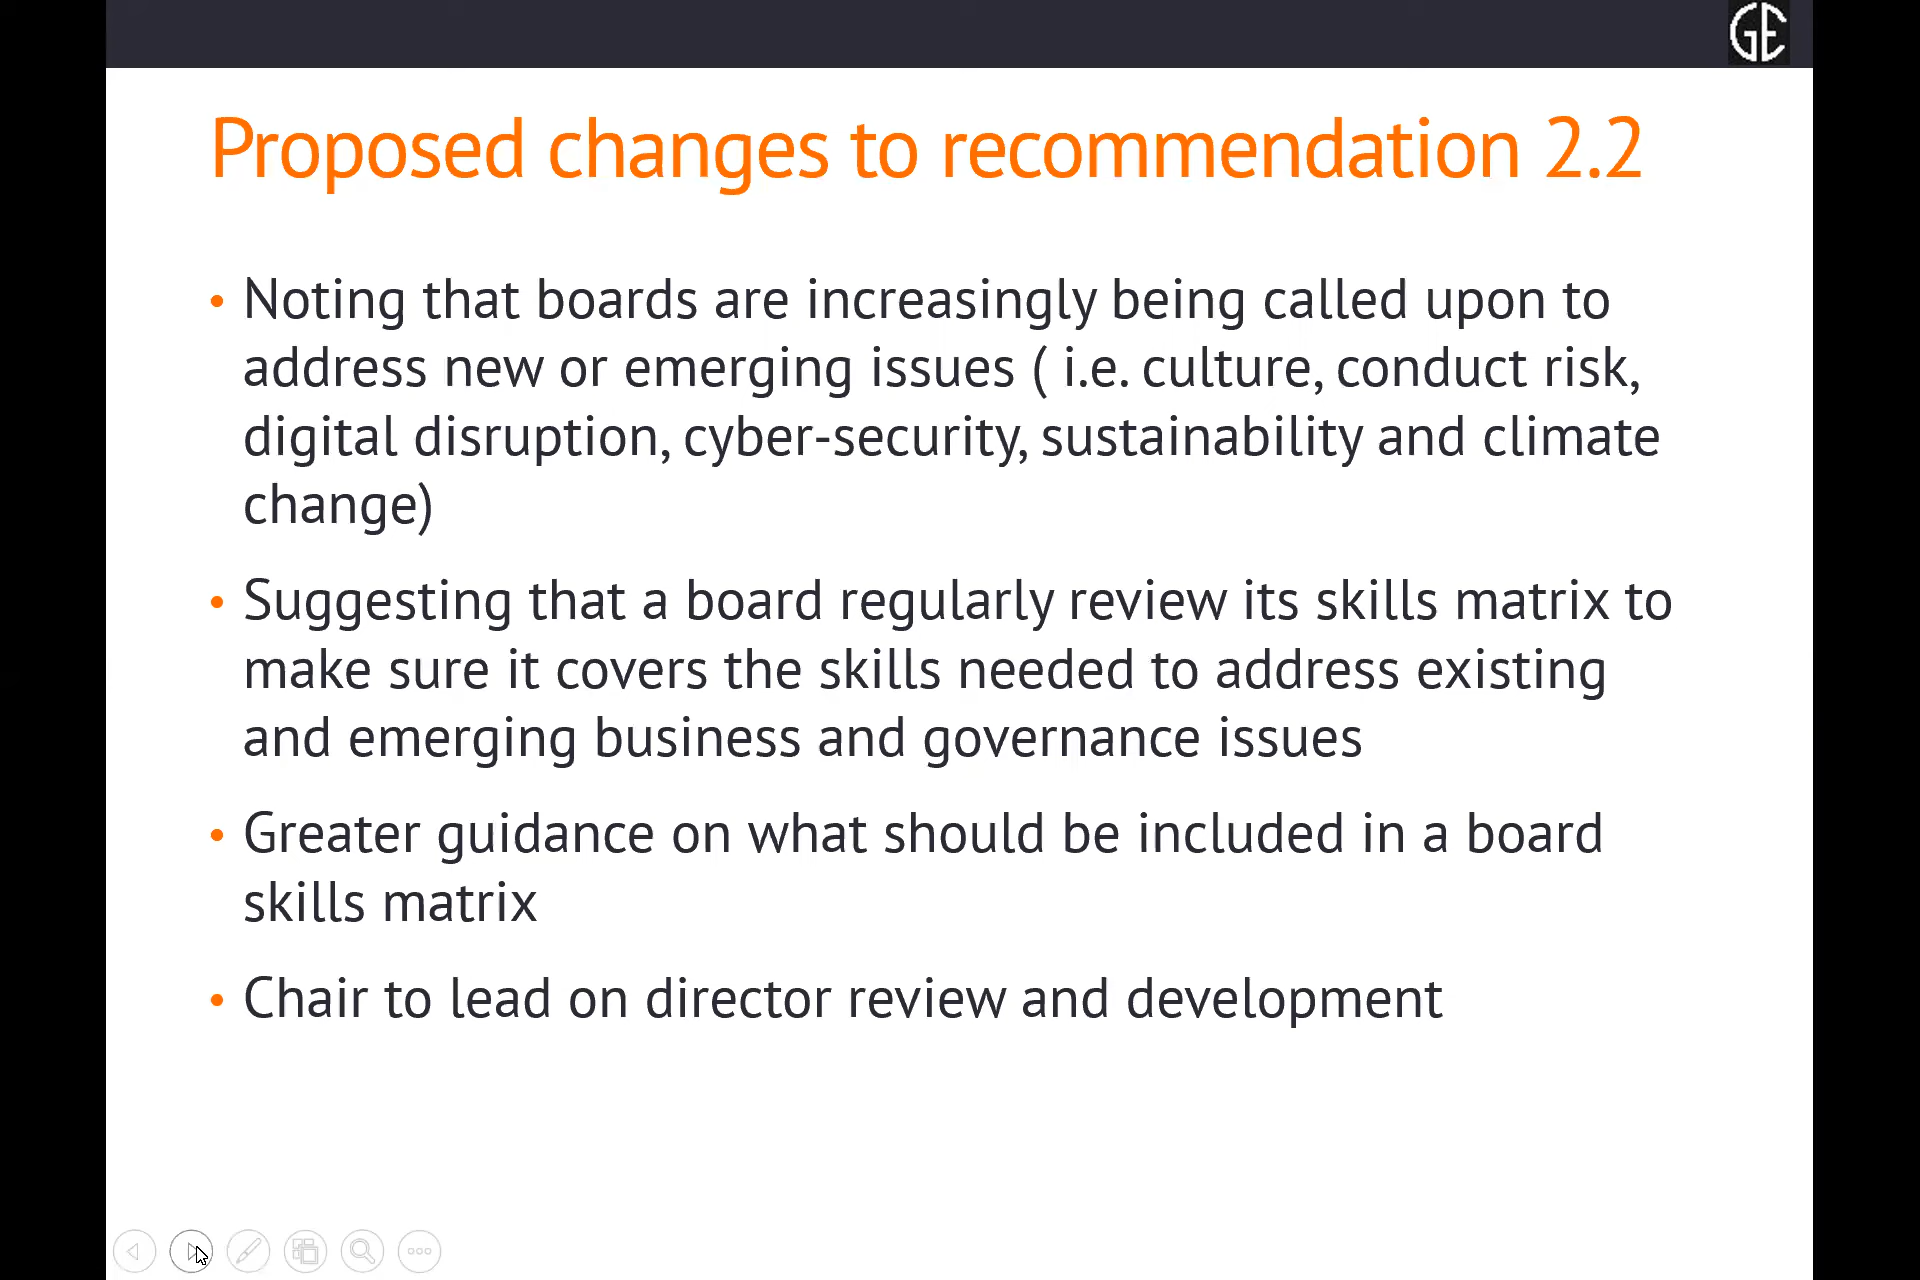 GE
Proposed changes to recommendation 2.2
• Noting that boards are increasingly being called upon to
address new or emerging issues ( i.e. culture, conduct risk,
digital disruption, cyber-security, sustainability and climate
change)
• Suggesting that a board regularly review its skills matrix to
make sure it covers the skills needed to address existing
and emerging business and governance issues
• Greater guidance on what should be included in a board
skills matrix
• Chair to lead on director review and development